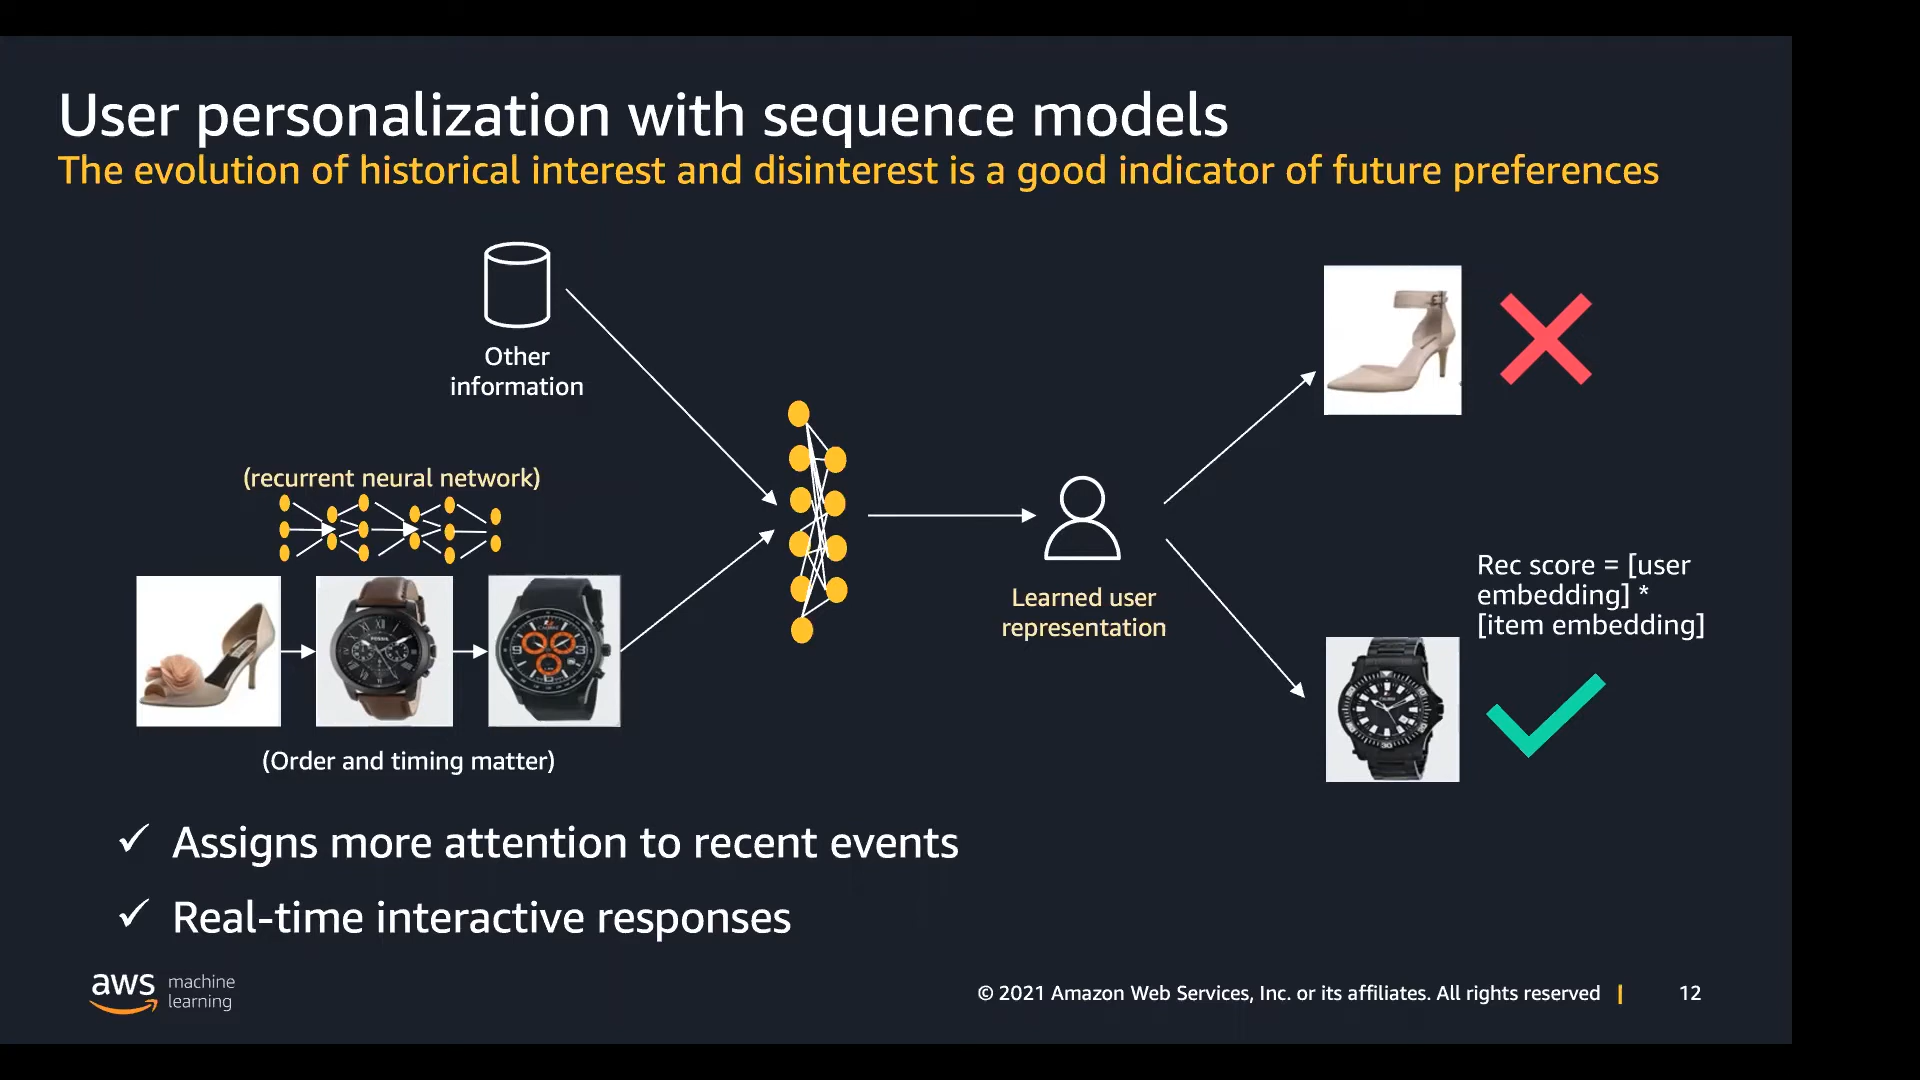 User personalization with sequence models
The evolution of historical interest and disinterest is a good indicator of future preferences
Other
information
(recurrent neural network)
(Order and timing matter)
Learned user
representation
Rec score = [user
embedding] *
[item embedding]
Assigns more attention to recent events
Real-time interactive responses
aws machine
learning
© 2021 Amazon Web Services, Inc. or its affiliates. All rights reserved | 12